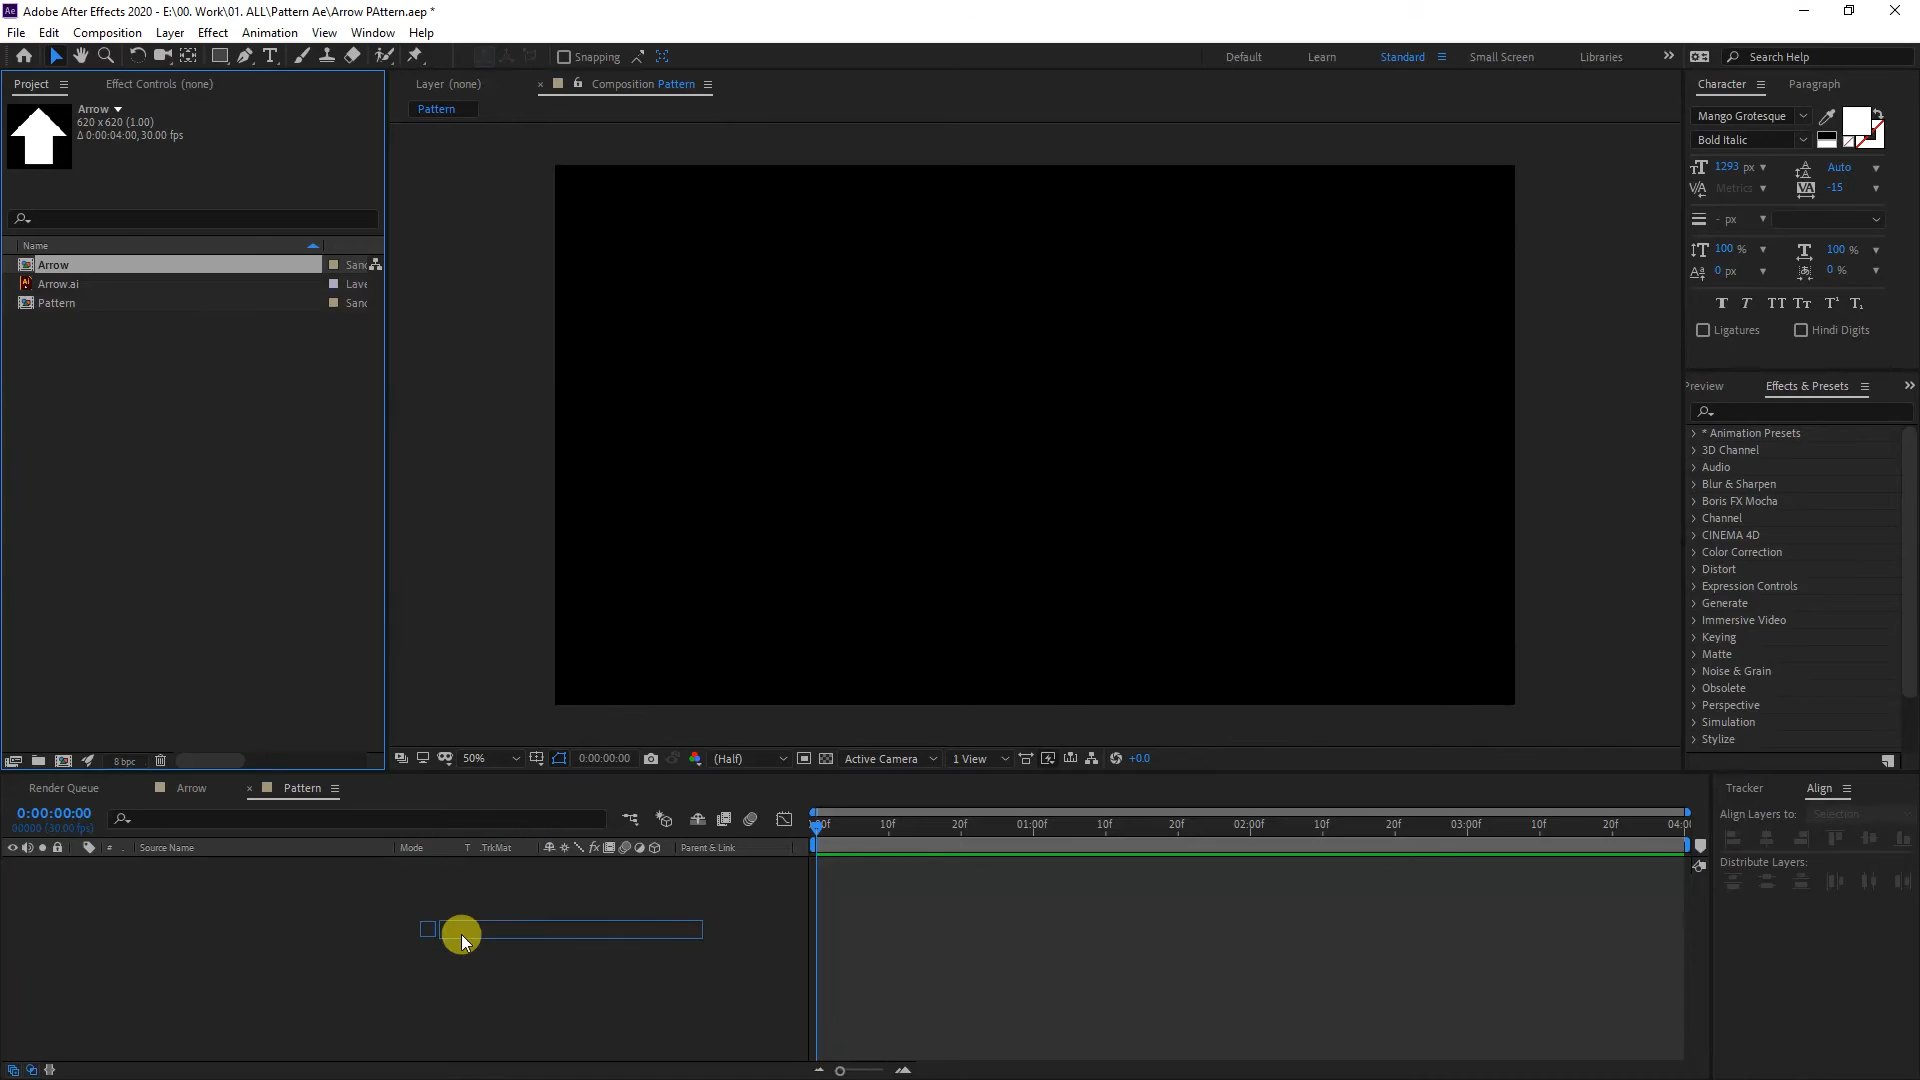 Adobe After Effects 2020 - E:\00. Work\01. ALL\Pattern Ae\Arrow PAttern.aep *
File Edit Composition Layer Effect Animation View Window Help
Snapping Default Learn Standard Small Screen Libraries Search Help
Project Effect Controls (none)
Arrow
620 x 620 (1.00)
Δ 0:00:04:00, 30.00 fps
Name
Arrow
Arrow.ai
Pattern
8 bpc
Layer (none) Composition Pattern
Pattern
50% 0:00:00:00 (Half) Active Camera 1 View +0.0
Character Paragraph
Mango Grotesque
Bold Italic
1293 px Auto
Metrics -15
- px
100 % 100 %
0 px 0 %
Ligatures Hindi Digits
Preview Effects & Presets
* Animation Presets
3D Channel
Audio
Blur & Sharpen
Boris FX Mocha
Channel
CINEMA 4D
Color Correction
Distort
Expression Controls
Generate
Immersive Video
Keying
Matte
Noise & Grain
Obsolete
Perspective
Simulation
Stylize
Render Queue Arrow Pattern
0:00:00:00
00000 (30.00 fps)
# Source Name Mode T .TrkMat Parent & Link
10f 20f 01:00f 10f 20f 02:00f 10f 20f 03:00f 10f 20f
Tracker Align
Align Layers to: Selection
Distribute Layers: